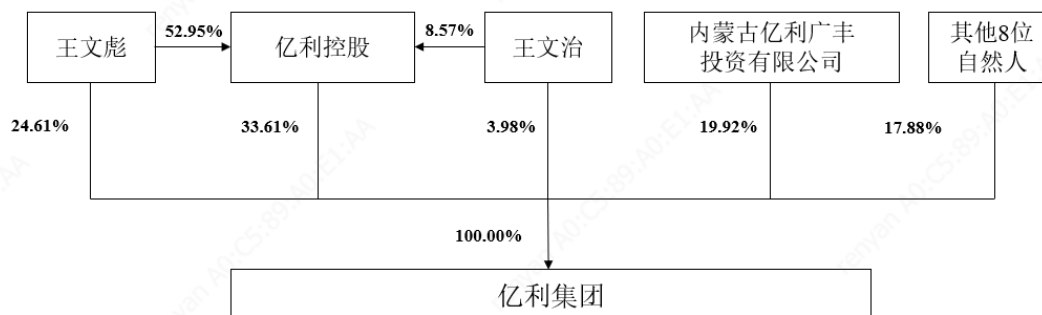 王文彪
52.95%
亿利控股
8.57%
王文治
内蒙古亿利广丰
投资有限公司
其他8位
自然人
24.61%
33.61%
3.98%
19.92%
17.88%
100.00%
亿利集团